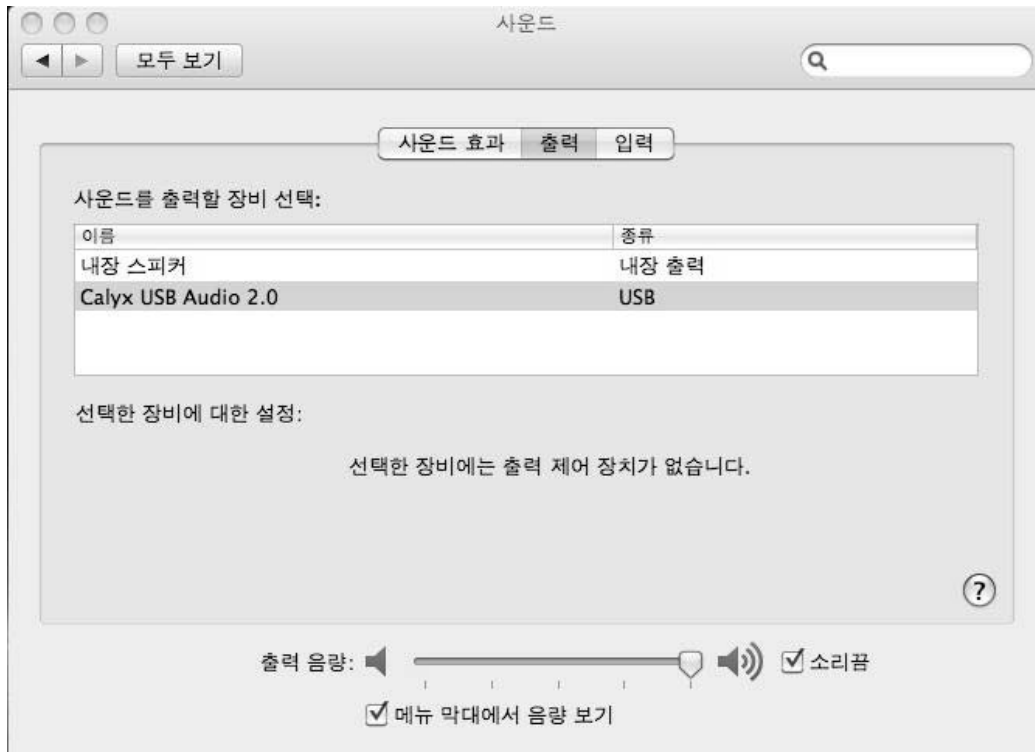 사운드
모두 보기
사운드 효과 출력 입력
사운드를 출력할 장비 선택:
이름 종류
내장 스피커 내장 출력
Calyx USB Audio 2.0 USB
선택한 장비에 대한 설정:
선택한 장비에는 출력 제어 장치가 없습니다.
?
출력 음량: 소리끔
메뉴 막대에서 음량 보기